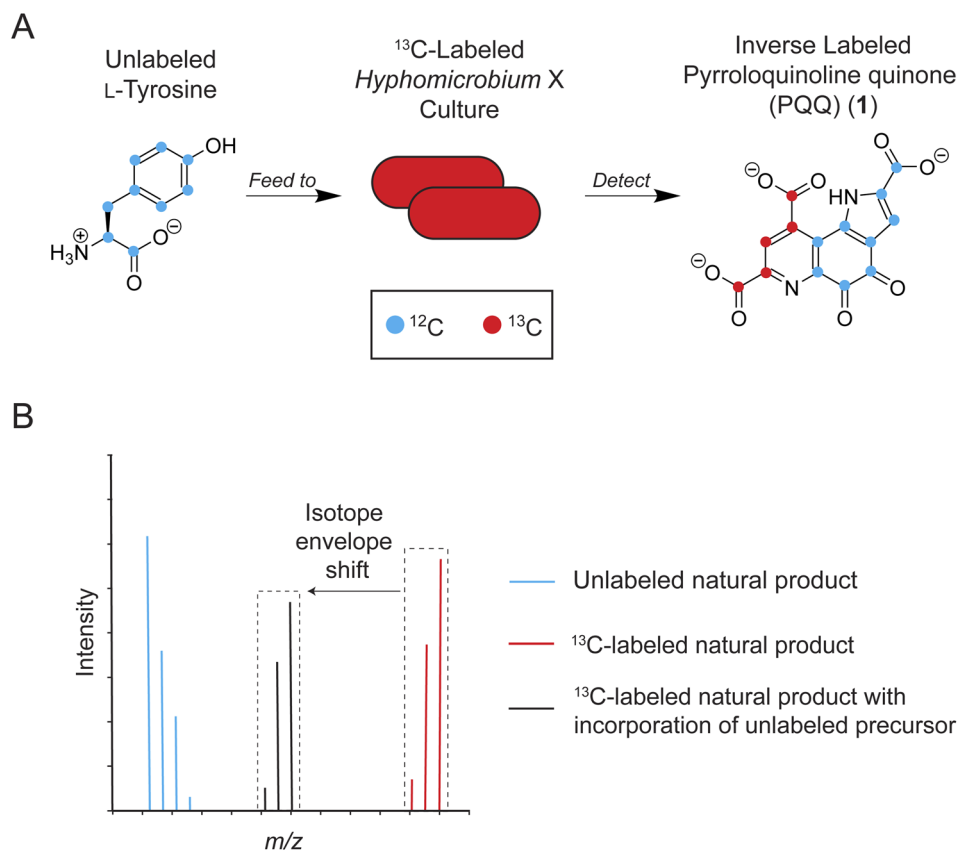 A
Unlabeled
L-Tyrosine
¹³C-Labeled
Hyphomicrobium X
Culture
Inverse Labeled
Pyrroloquinoline quinone
(PQQ) (1)
OH
H₃N⊕
O⊖
O
Feed to
Detect
O
O⊖
⊖O
O
HN
⊖O
O
N
O
O
¹²C
¹³C
B
Isotope
envelope
shift
Intensity
m/z
Unlabeled natural product
¹³C-labeled natural product
¹³C-labeled natural product with
incorporation of unlabeled precursor